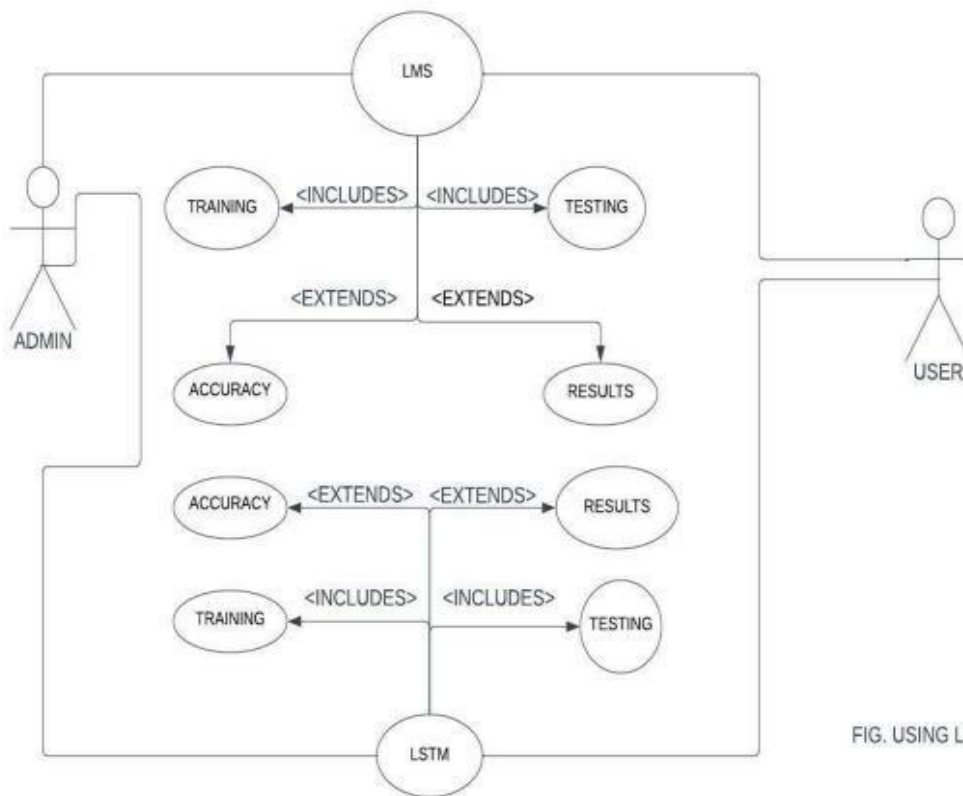 LMS
TRAINING
<INCLUDES>
<INCLUDES>
TESTING
<EXTENDS>
<EXTENDS>
ADMIN
USER
ACCURACY
RESULTS
ACCURACY
<EXTENDS>
<EXTENDS>
RESULTS
TRAINING
<INCLUDES>
<INCLUDES>
TESTING
LSTM
FIG. USING L